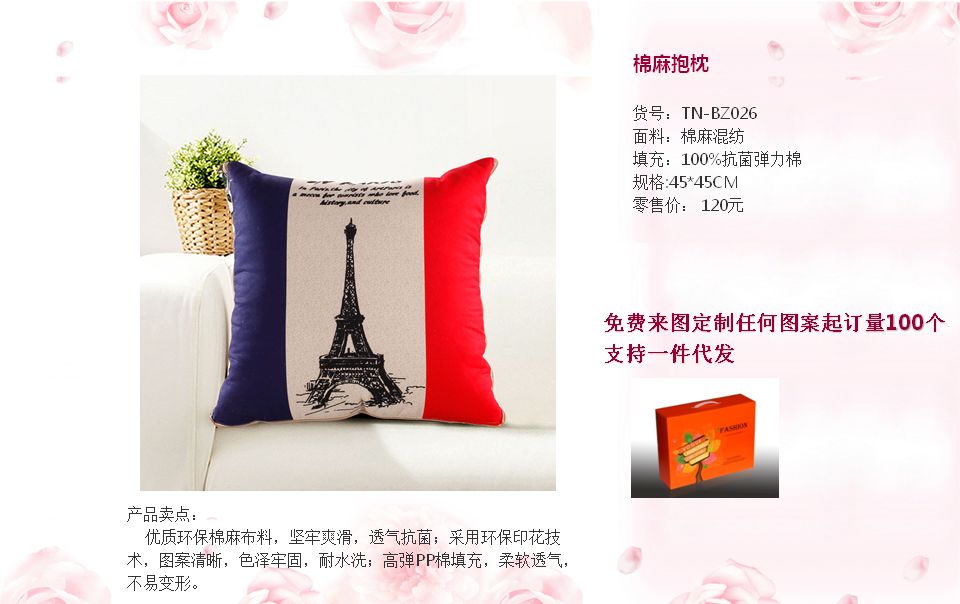 棉麻抱枕
货号：TN-BZ026
面料：棉麻混纺
填充：100%抗菌弹力棉
规格:45*45CM
零售价： 120元
in Paris,the city of Artists is
a mecca for tourists who love food,
history,and culture
免费来图定制任何图案起订量100个
支持一件代发
FASHION
产品卖点：
优质环保棉麻布料，坚牢爽滑，透气抗菌；采用环保印花技
术，图案清晰，色泽牢固，耐水洗；高弹PP棉填充，柔软透气，
不易变形。